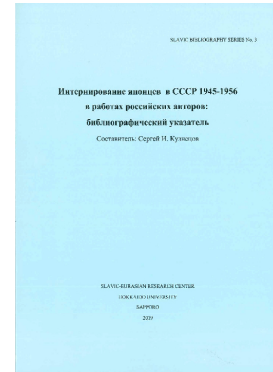 SLAVIC BIBLIOGRAPHY SERIES No. 3
Интернирование японцев в СССР 1945-1956
в работах российских авторов:
библиографический указатель
Составитель: Сергей И. Кузнецов
SLAVIC-EURASIAN RESEARCH CENTER
HOKKAIDO UNIVERSITY
SAPPORO
2019